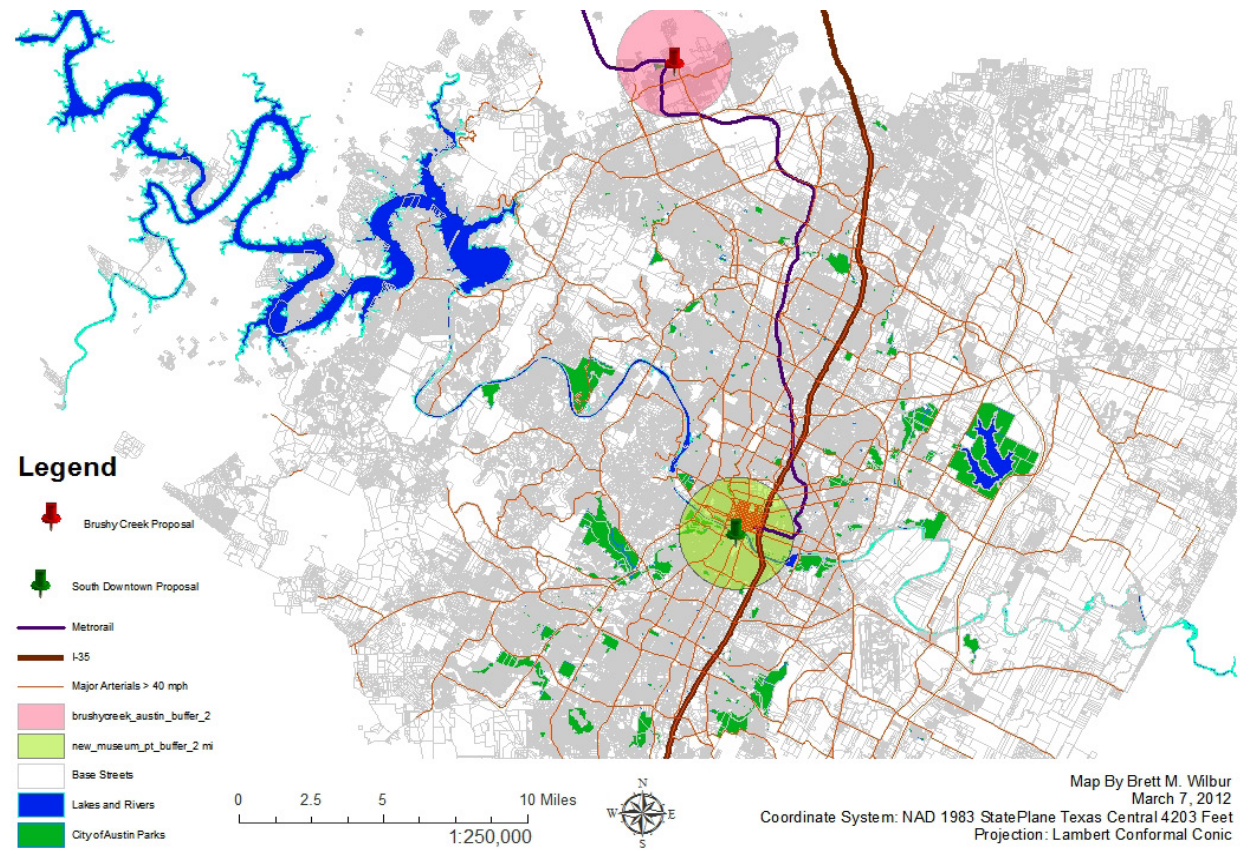 Legend
Brushy Creek Proposal
South Downtown Proposal
Metrorail
I-35
Major Arterials > 40 mph
brushycreek_austin_buffer_2
new_museum_pt_buffer_2 mi
Base Streets
Lakes and Rivers
City of Austin Parks
0 2.5 5 10 Miles
1:250,000
N
W E
S
Map By Brett M. Wilbur
March 7, 2012
Coordinate System: NAD 1983 StatePlane Texas Central 4203 Feet
Projection: Lambert Conformal Conic